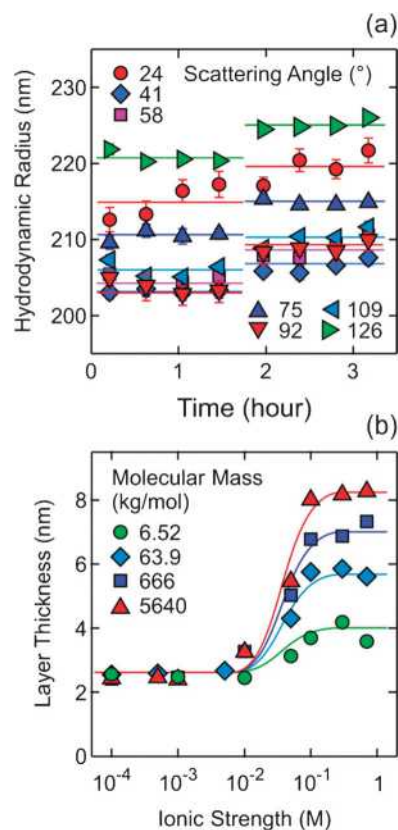 (a)
Hydrodynamic Radius (nm)
230
220
210
200
Scattering Angle (°)
24
41
58
75
92
109
126
0 1 2 3
Time (hour)
(b)
Layer Thickness (nm)
8
6
4
2
0
Molecular Mass
(kg/mol)
6.52
63.9
666
5640
10⁻⁴ 10⁻³ 10⁻² 10⁻¹ 1
Ionic Strength (M)